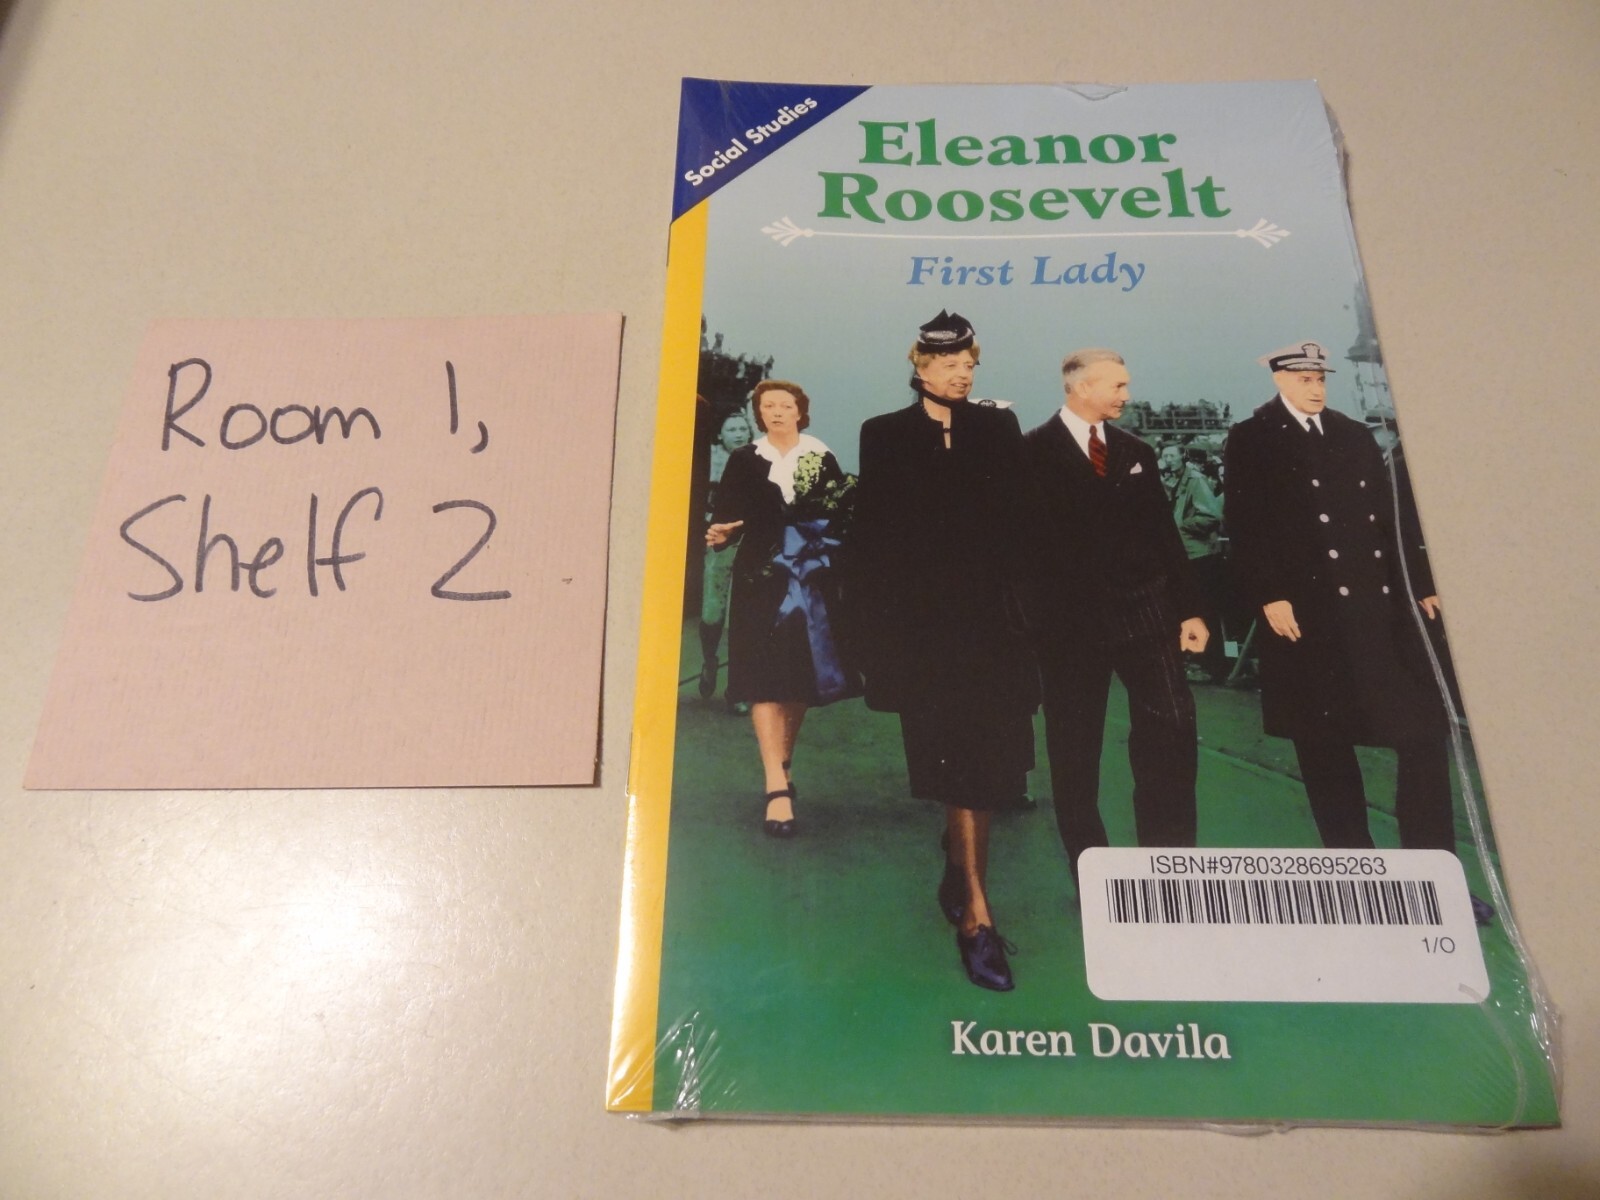 Room 1,
Shelf 2
Social Studies
Eleanor
Roosevelt
First Lady
ISBN#9780328695263
1/O
Karen Davila